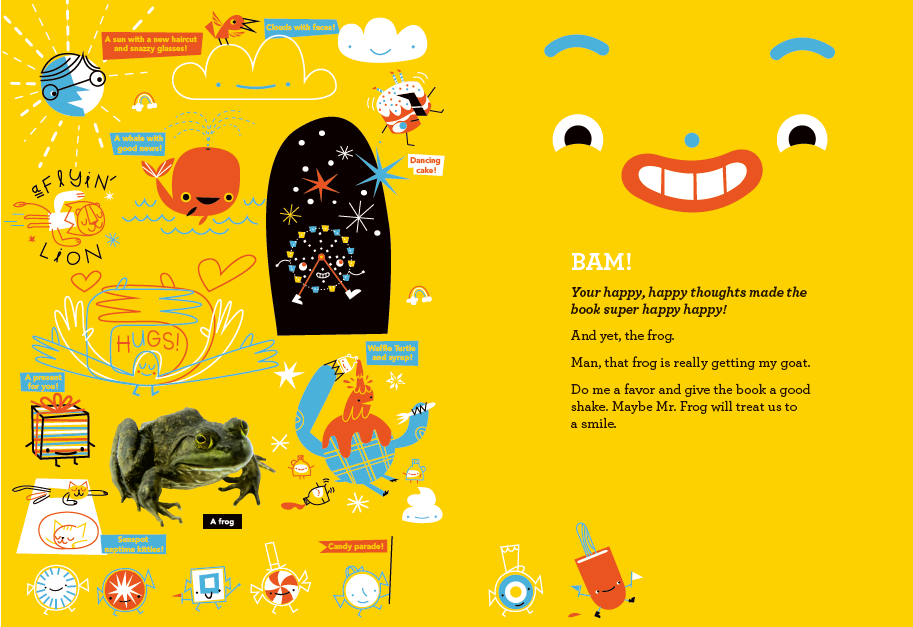 A sun with a new haircut
and snazzy glasses!
Clouds with faces!
A whale with
good news!
Dancing
cake!
a FLYiN'
LiON
HUGS!
Waffle Turtle
and syrup!
A present
for you!
A frog
Sunspot
naptime kitties!
Candy parade!
BAM!
Your happy, happy thoughts made the
book super happy happy!
And yet, the frog.
Man, that frog is really getting my goat.
Do me a favor and give the book a good
shake. Maybe Mr. Frog will treat us to
a smile.